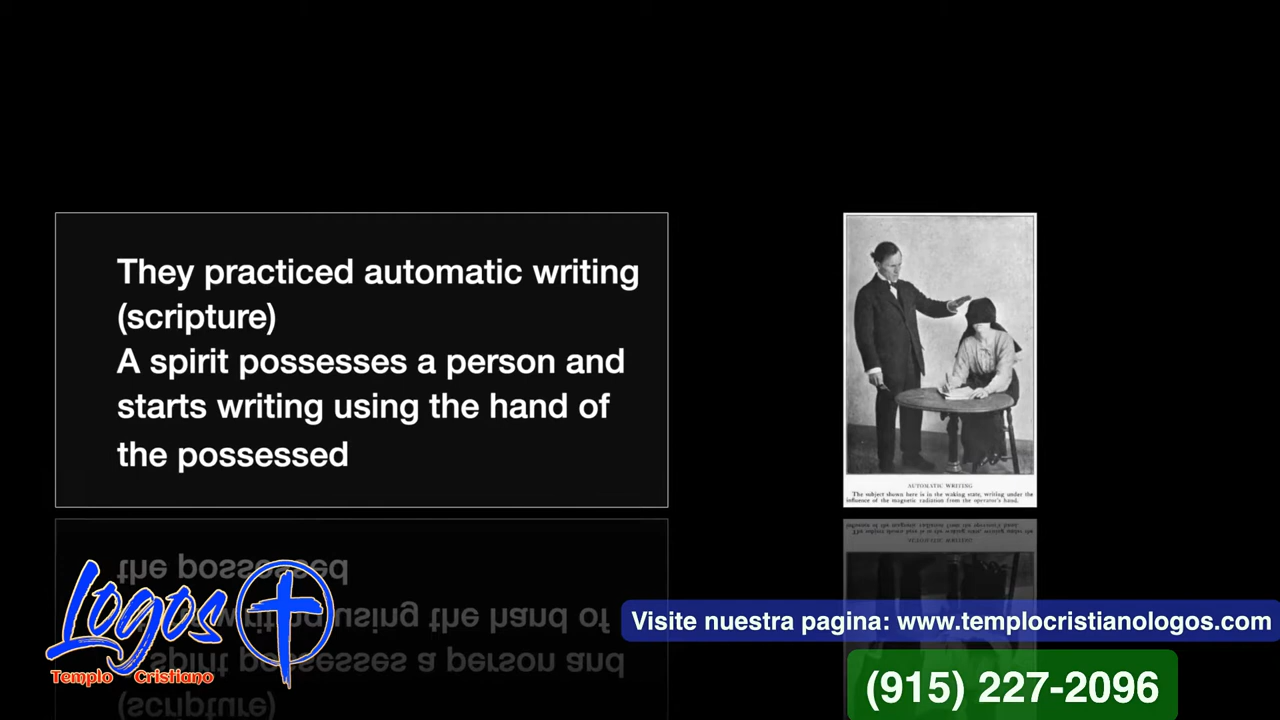 They practiced automatic writing
(scripture)
A spirit possesses a person and
starts writing using the hand of
the possessed
AUTOMATIC WRITING
The subject shown here is in the waking state, writing under the
influence of the magnetic radiation from the operator's hand.
Logos
Templo Cristiano
Visite nuestra pagina: www.templocristianologos.com
(915) 227-2096